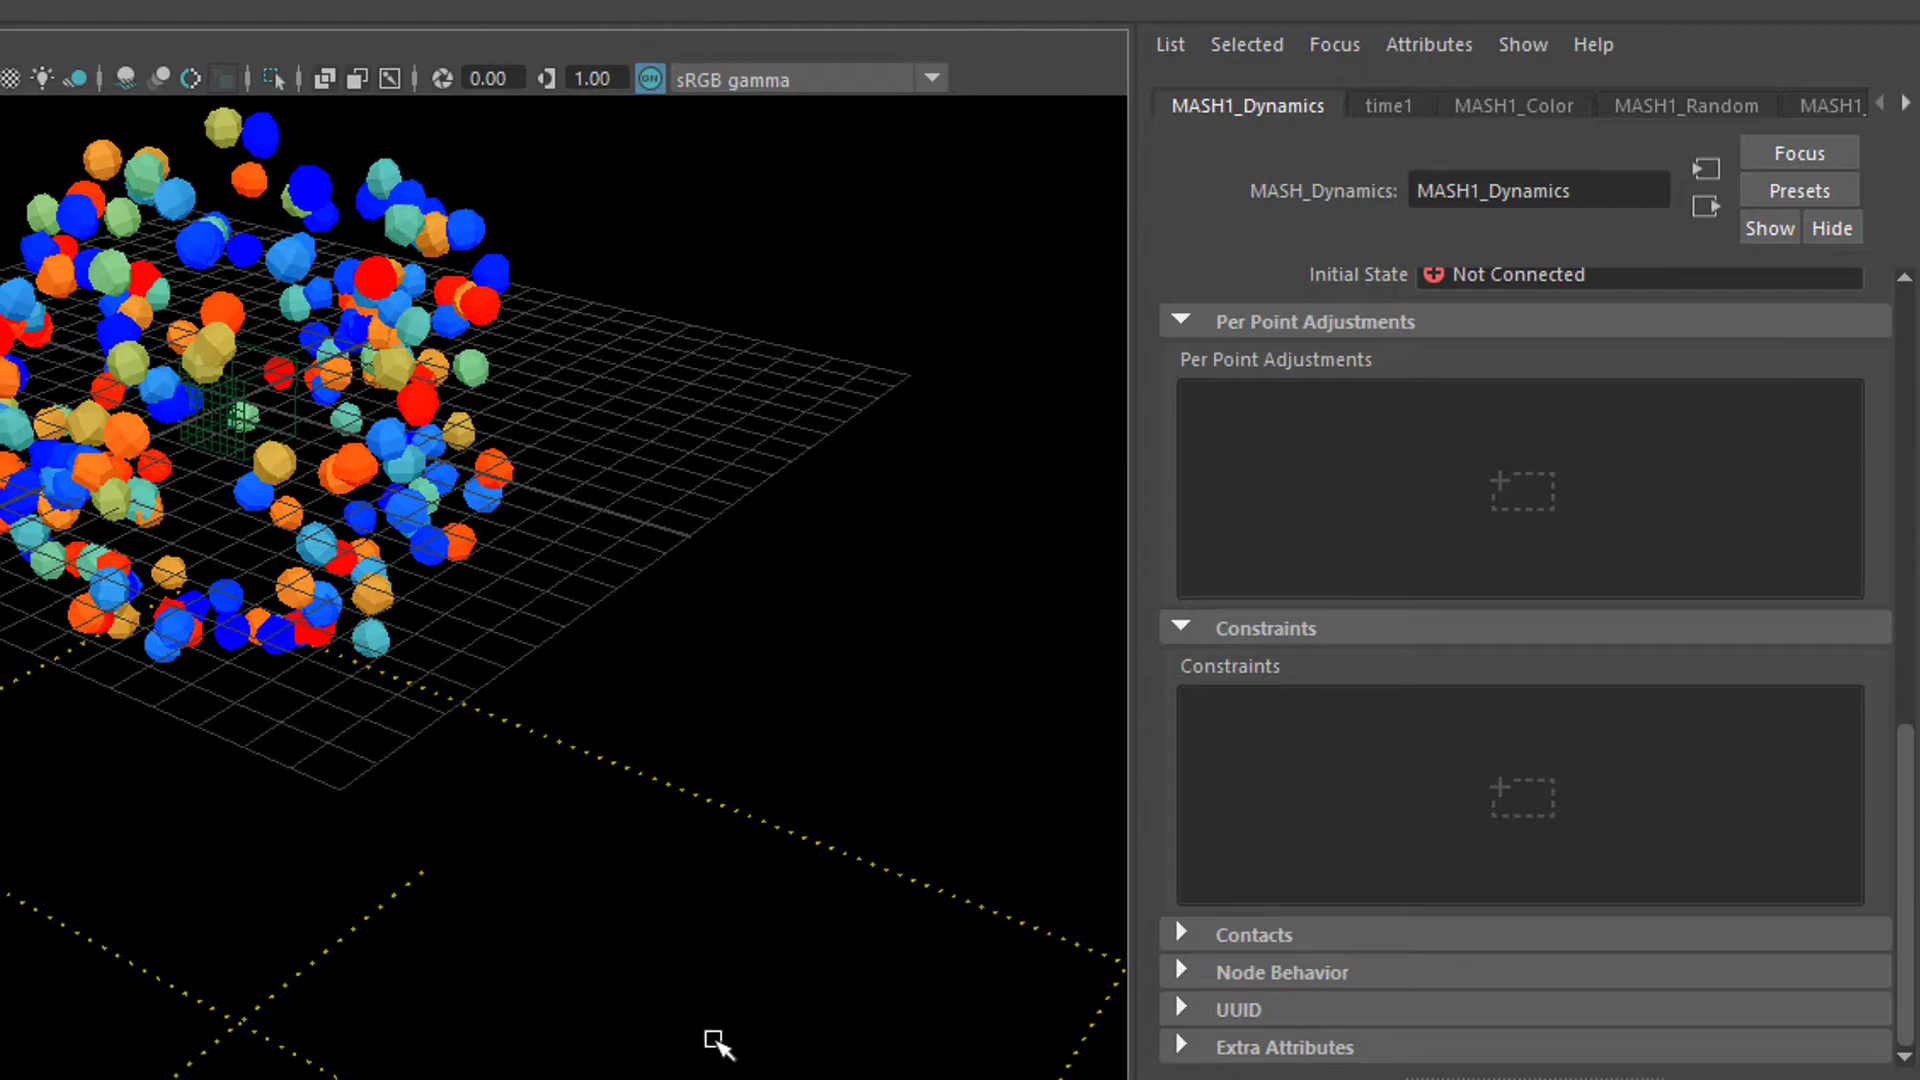 List Selected Focus Attributes Show Help
0.00 1.00 ON sRGB gamma
MASH1_Dynamics time1 MASH1_Color MASH1_Random MASH1_
Focus
MASH_Dynamics: MASH1_Dynamics Presets
Show Hide
Initial State Not Connected
Per Point Adjustments
Per Point Adjustments
Constraints
Constraints
Contacts
Node Behavior
UUID
Extra Attributes